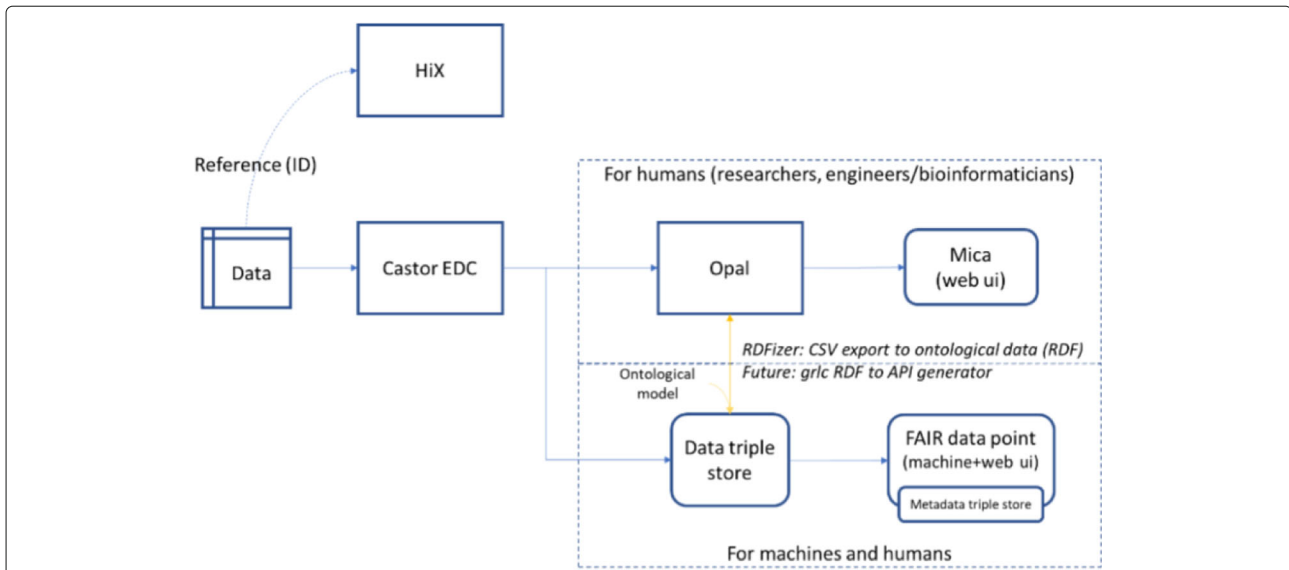 HiX
Reference (ID)
For humans (researchers, engineers/bioinformaticians)
Data
Castor EDC
Opal
Mica
(web ui)
RDFizer: CSV export to ontological data (RDF)
Future: grlc RDF to API generator
Ontological
model
Data triple
store
FAIR data point
(machine+web ui)
Metadata triple store
For machines and humans